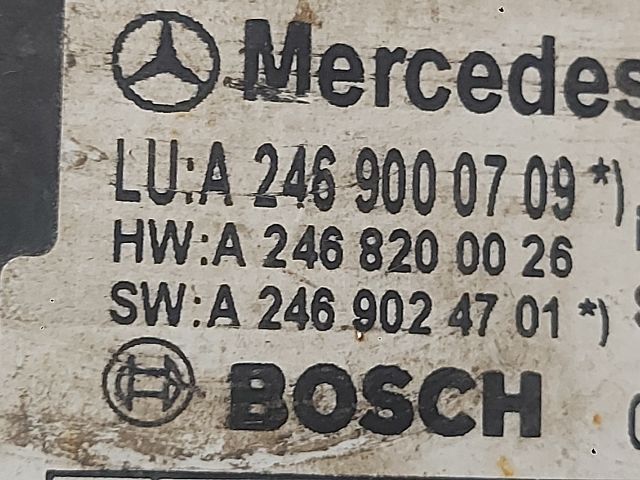 Mercedes
LU:A 246 900 07 09 *)
HW:A 246 820 00 26
SW:A 246 902 47 01 *)
BOSCH